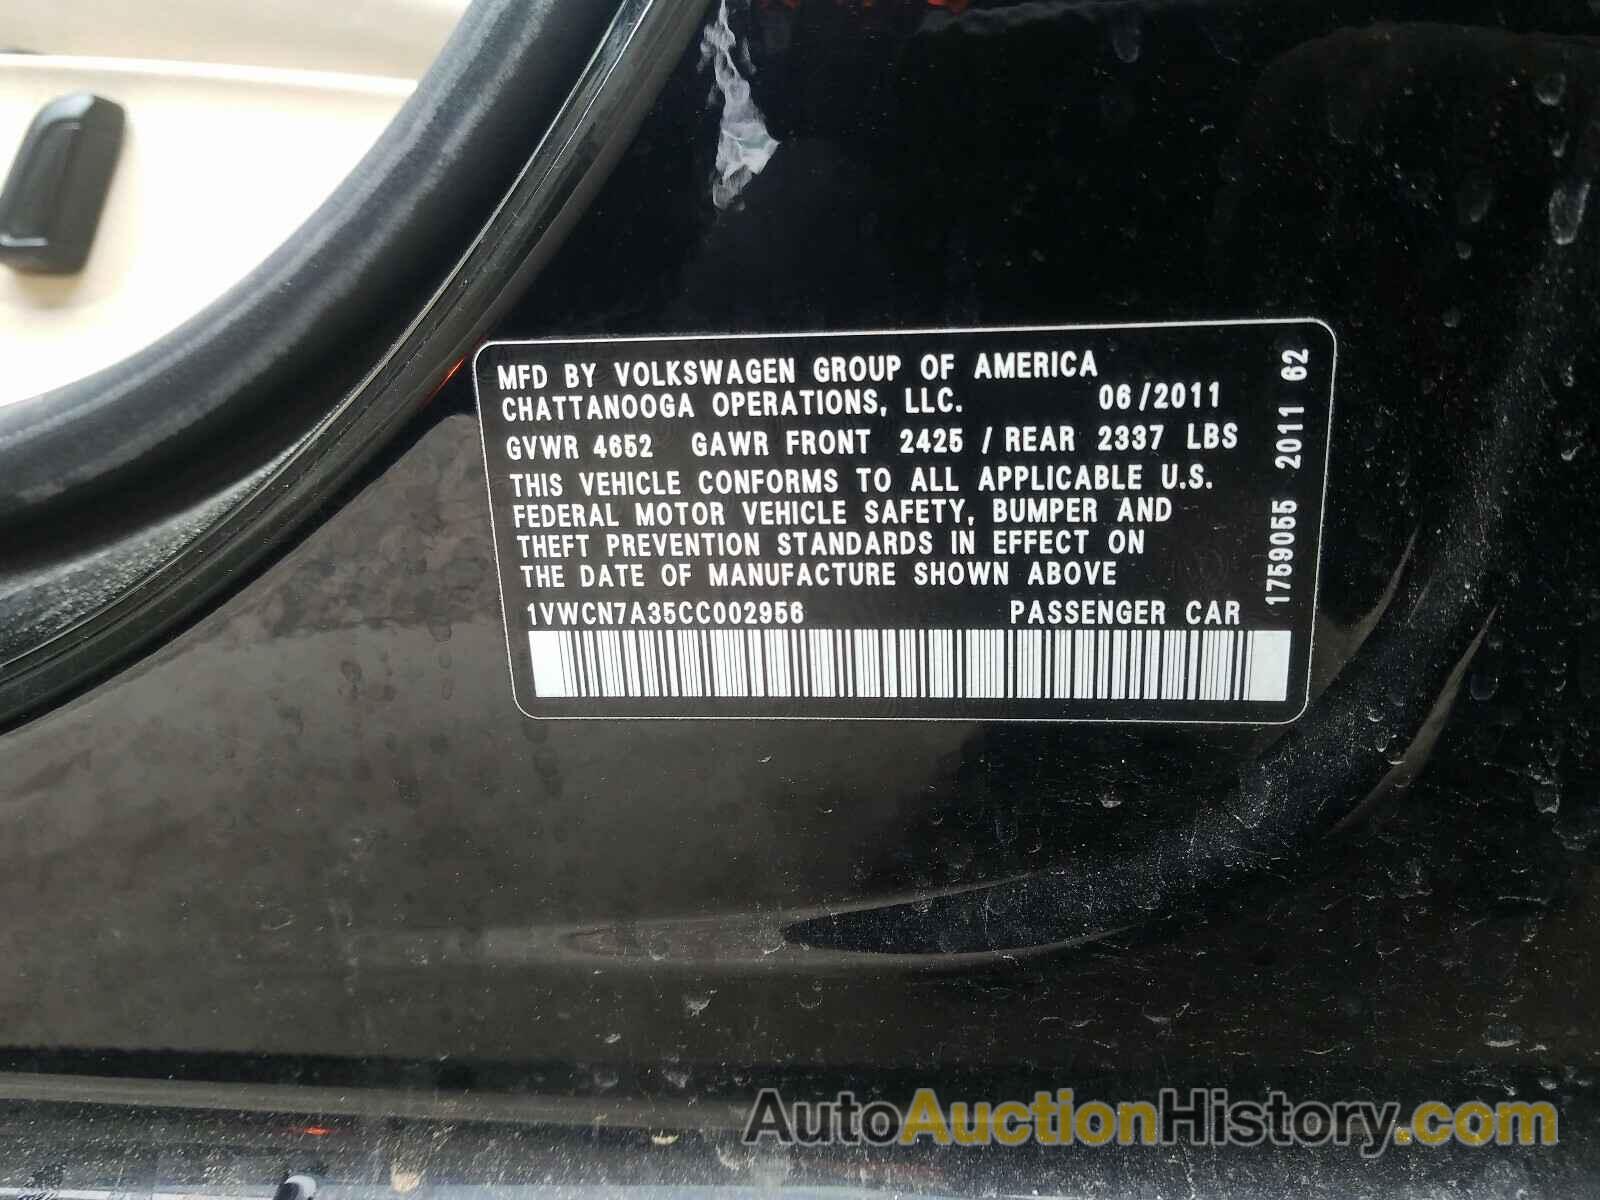 MFD BY VOLKSWAGEN GROUP OF AMERICA
CHATTANOOGA OPERATIONS, LLC. 06/2011
GVWR 4652 GAWR FRONT 2425 / REAR 2337 LBS
THIS VEHICLE CONFORMS TO ALL APPLICABLE U.S.
FEDERAL MOTOR VEHICLE SAFETY, BUMPER AND
THEFT PREVENTION STANDARDS IN EFFECT ON
THE DATE OF MANUFACTURE SHOWN ABOVE
1VWCN7A35CC002956 PASSENGER CAR
1759055 2011 62
AutoAuctionHistory.com